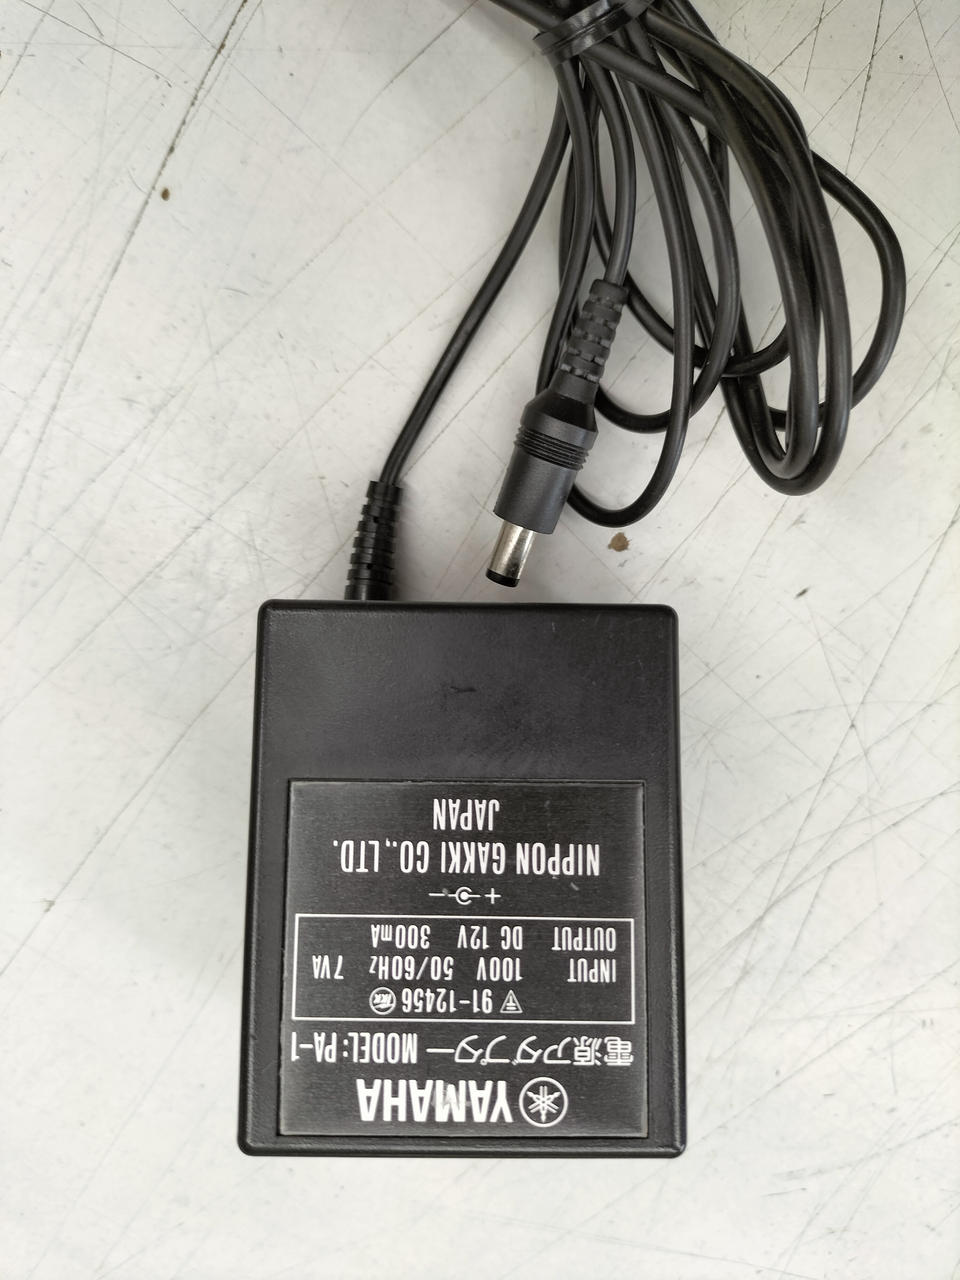 YAMAHA
電源アダプター MODEL: PA-1
91-12456
INPUT 100V 50/60Hz 7VA
OUTPUT DC 12V 300mA
+ -
NIPPON GAKKI CO., LTD.
JAPAN